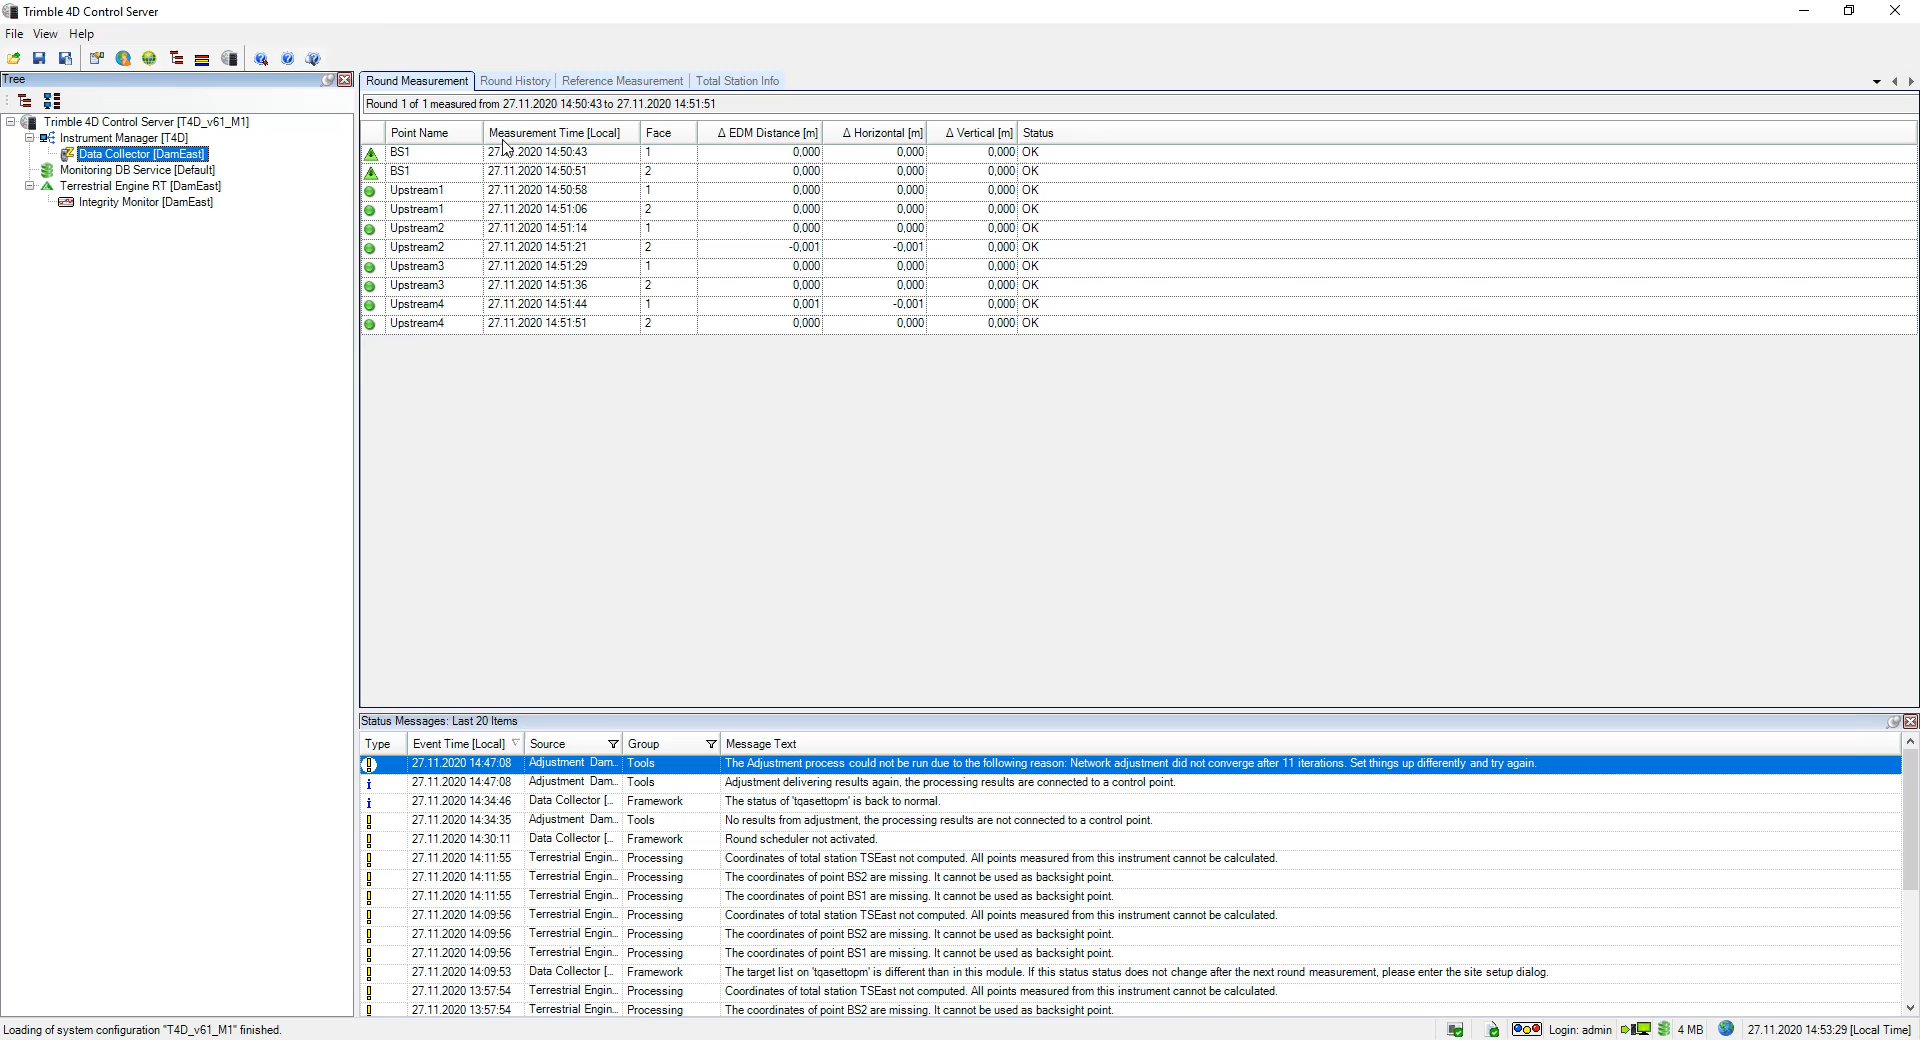 Trimble 4D Control Server
File View Help
Tree
Trimble 4D Control Server [T4D_v61_M1]
Instrument Manager [T4D]
Data Collector [DamEast]
Monitoring DB Service [Default]
Terrestrial Engine RT [DamEast]
Integrity Monitor [DamEast]
Round Measurement Round History Reference Measurement Total Station Info
Round 1 of 1 measured from 27.11.2020 14:50:43 to 27.11.2020 14:51:51
Point Name Measurement Time [Local] Face Δ EDM Distance [m] Δ Horizontal [m] Δ Vertical [m] Status
BS1 27.11.2020 14:50:43 1 0,000 0,000 0,000 OK
BS1 27.11.2020 14:50:51 2 0,000 0,000 0,000 OK
Upstream1 27.11.2020 14:50:58 1 0,000 0,000 0,000 OK
Upstream1 27.11.2020 14:51:06 2 0,000 0,000 0,000 OK
Upstream2 27.11.2020 14:51:14 1 0,000 0,000 0,000 OK
Upstream2 27.11.2020 14:51:21 2 -0,001 -0,001 0,000 OK
Upstream3 27.11.2020 14:51:29 1 0,000 0,000 0,000 OK
Upstream3 27.11.2020 14:51:36 2 0,000 0,000 0,000 OK
Upstream4 27.11.2020 14:51:44 1 0,001 -0,001 0,000 OK
Upstream4 27.11.2020 14:51:51 2 0,000 0,000 0,000 OK
Status Messages: Last 20 Items
Type Event Time [Local] Source Group Message Text
27.11.2020 14:47:08 Adjustment Dam... Tools The Adjustment process could not be run due to the following reason: Network adjustment did not converge after 11 iterations. Set things up differently and try again.
27.11.2020 14:47:08 Adjustment Dam... Tools Adjustment delivering results again, the processing results are connected to a control point.
27.11.2020 14:34:46 Data Collector [... Framework The status of 'tqasettopm' is back to normal.
27.11.2020 14:34:35 Adjustment Dam... Tools No results from adjustment, the processing results are not connected to a control point.
27.11.2020 14:30:11 Data Collector [... Framework Round scheduler not activated.
27.11.2020 14:11:55 Terrestrial Engin... Processing Coordinates of total station TSEast not computed. All points measured from this instrument cannot be calculated.
27.11.2020 14:11:55 Terrestrial Engin... Processing The coordinates of point BS2 are missing. It cannot be used as backsight point.
27.11.2020 14:11:55 Terrestrial Engin... Processing The coordinates of point BS1 are missing. It cannot be used as backsight point.
27.11.2020 14:09:56 Terrestrial Engin... Processing Coordinates of total station TSEast not computed. All points measured from this instrument cannot be calculated.
27.11.2020 14:09:56 Terrestrial Engin... Processing The coordinates of point BS2 are missing. It cannot be used as backsight point.
27.11.2020 14:09:56 Terrestrial Engin... Processing The coordinates of point BS1 are missing. It cannot be used as backsight point.
27.11.2020 14:09:53 Data Collector [... Framework The target list on 'tqasettopm' is different than in this module. If this status status does not change after the next round measurement, please enter the site setup dialog.
27.11.2020 13:57:54 Terrestrial Engin... Processing Coordinates of total station TSEast not computed. All points measured from this instrument cannot be calculated.
27.11.2020 13:57:54 Terrestrial Engin... Processing The coordinates of point BS2 are missing. It cannot be used as backsight point.
Loading of system configuration "T4D_v61_M1" finished. Login: admin 4 MB 27.11.2020 14:53:29 [Local Time]